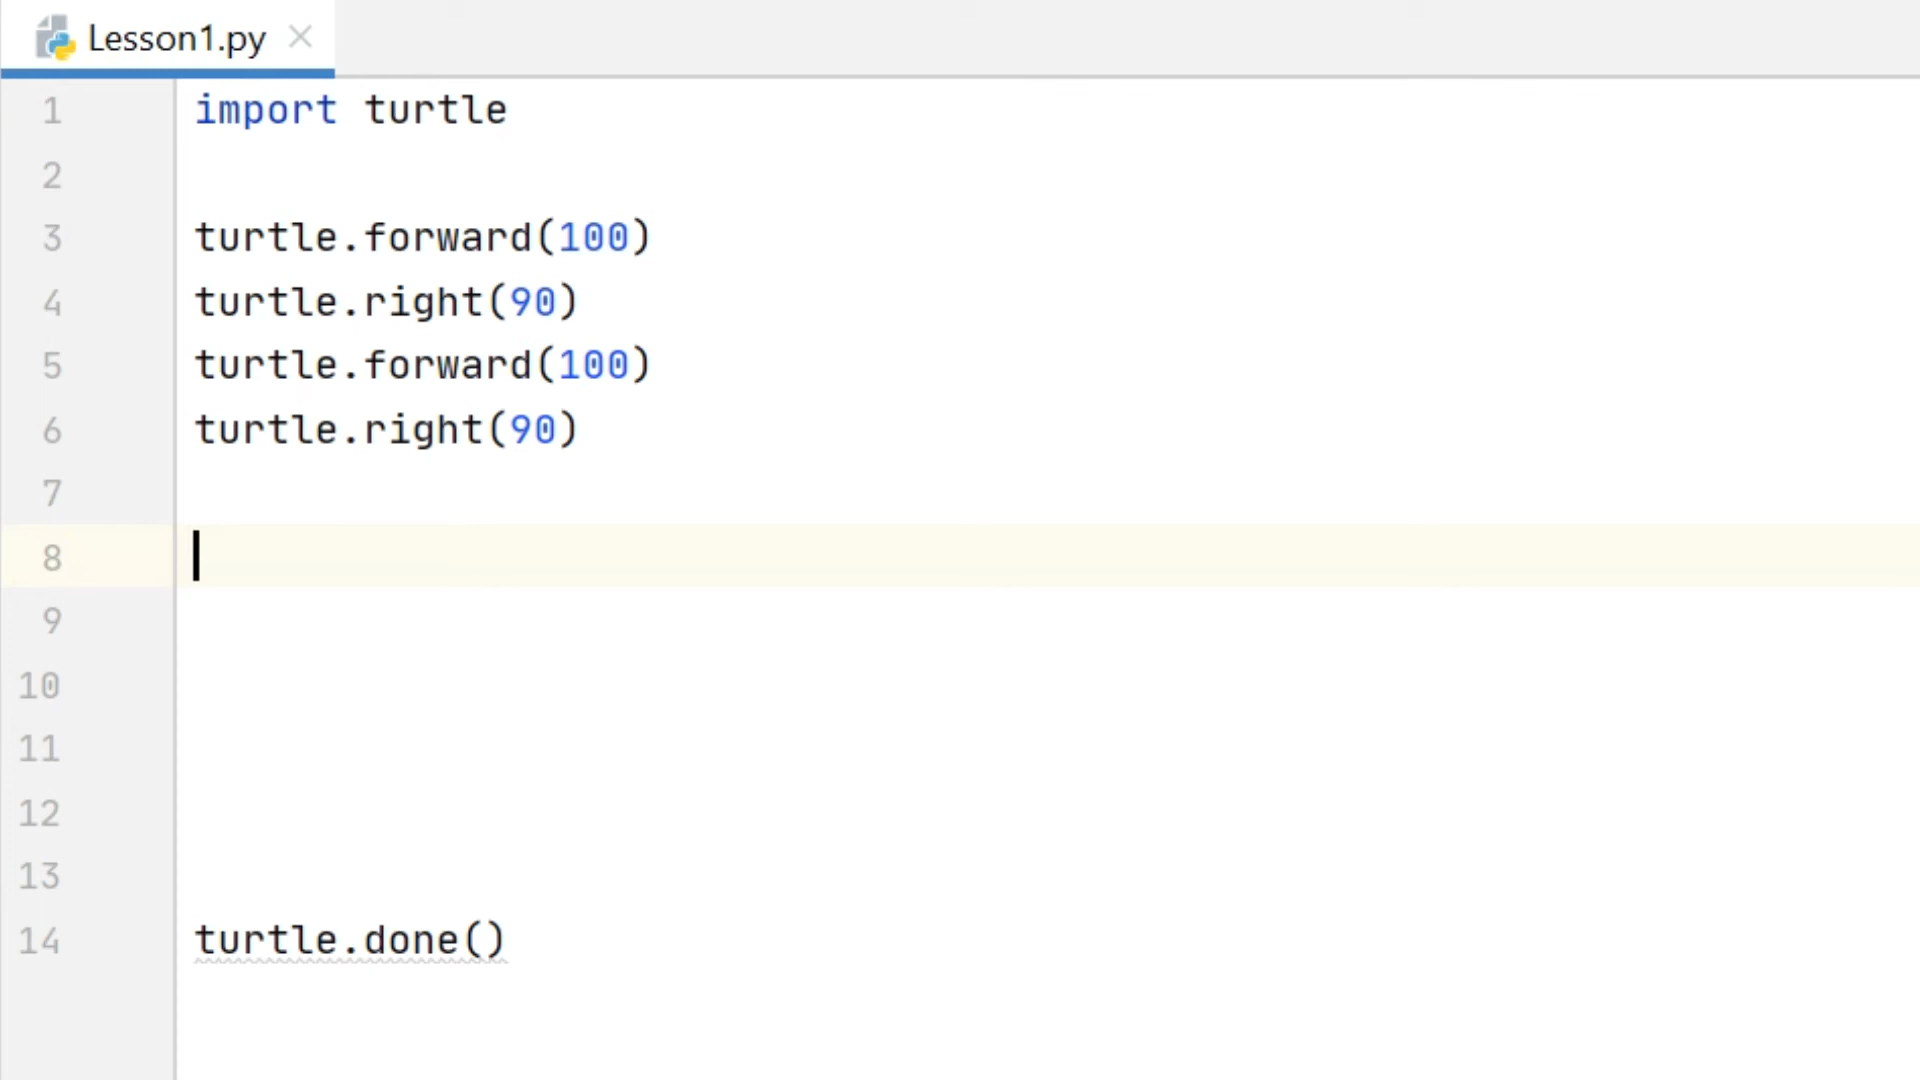 Lesson1.py
1 import turtle
2
3 turtle.forward(100)
4 turtle.right(90)
5 turtle.forward(100)
6 turtle.right(90)
7
8
9
10
11
12
13
14 turtle.done()